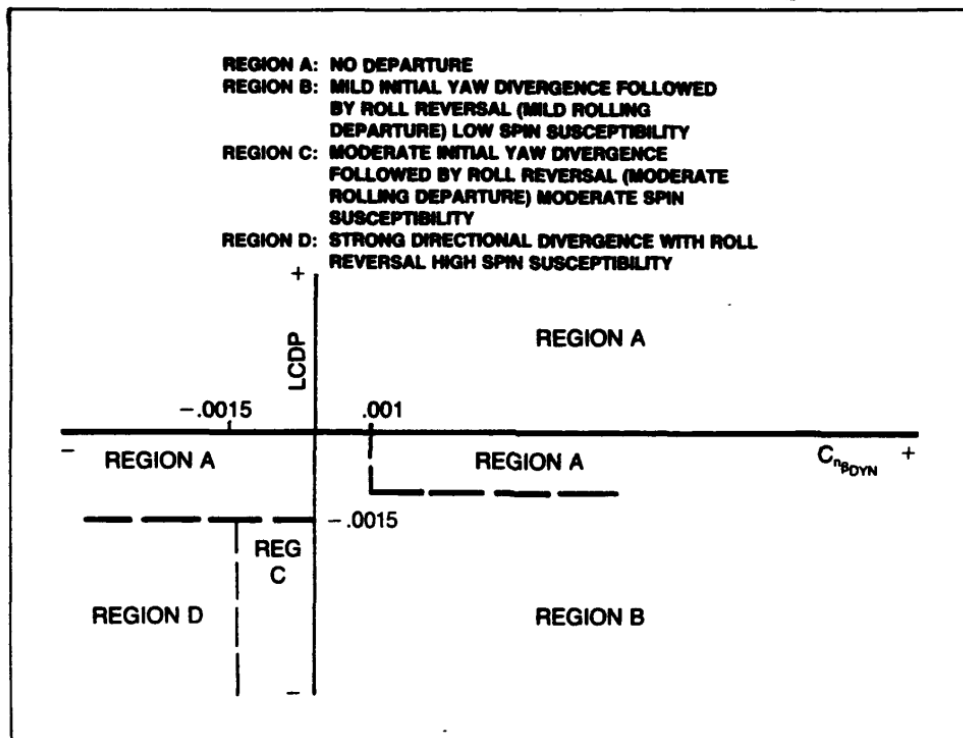 REGION A: NO DEPARTURE
REGION B: MILD INITIAL YAW DIVERGENCE FOLLOWED
BY ROLL REVERSAL (MILD ROLLING
DEPARTURE) LOW SPIN SUSCEPTIBILITY
REGION C: MODERATE INITIAL YAW DIVERGENCE
FOLLOWED BY ROLL REVERSAL (MODERATE
ROLLING DEPARTURE) MODERATE SPIN
SUSCEPTIBILITY
REGION D: STRONG DIRECTIONAL DIVERGENCE WITH ROLL
REVERSAL HIGH SPIN SUSCEPTIBILITY
+
LCDP
REGION A
−.0015
.001
−
REGION A
REGION A
CnβDYN
+
−.0015
REG
C
REGION D
REGION B
−